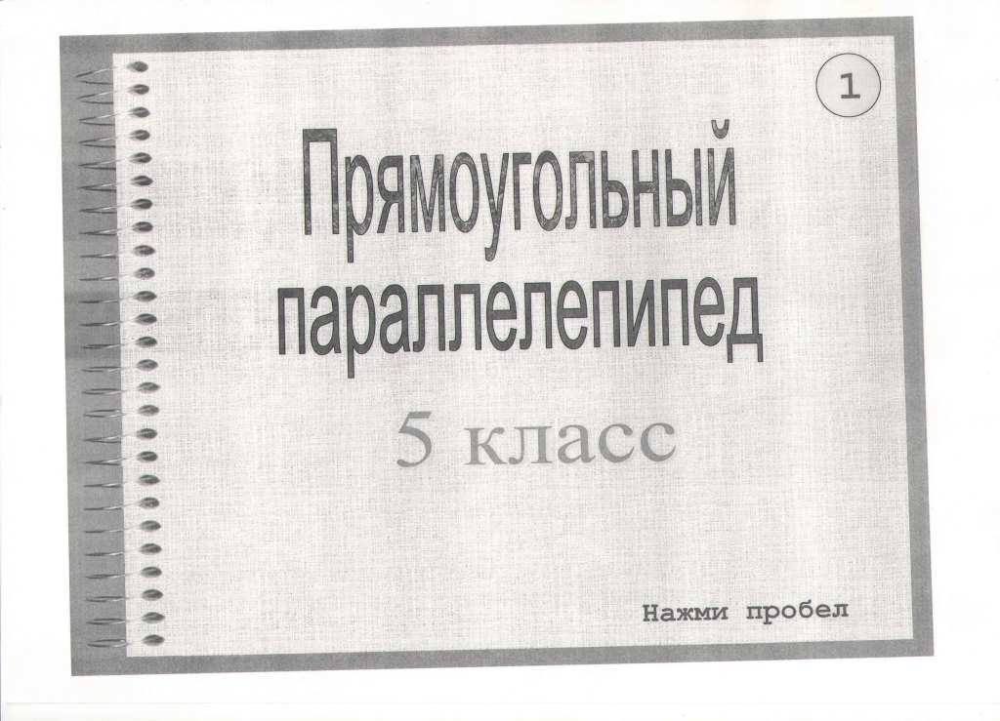 1
Прямоугольный
параллелепипед
5 класс
Нажми пробел